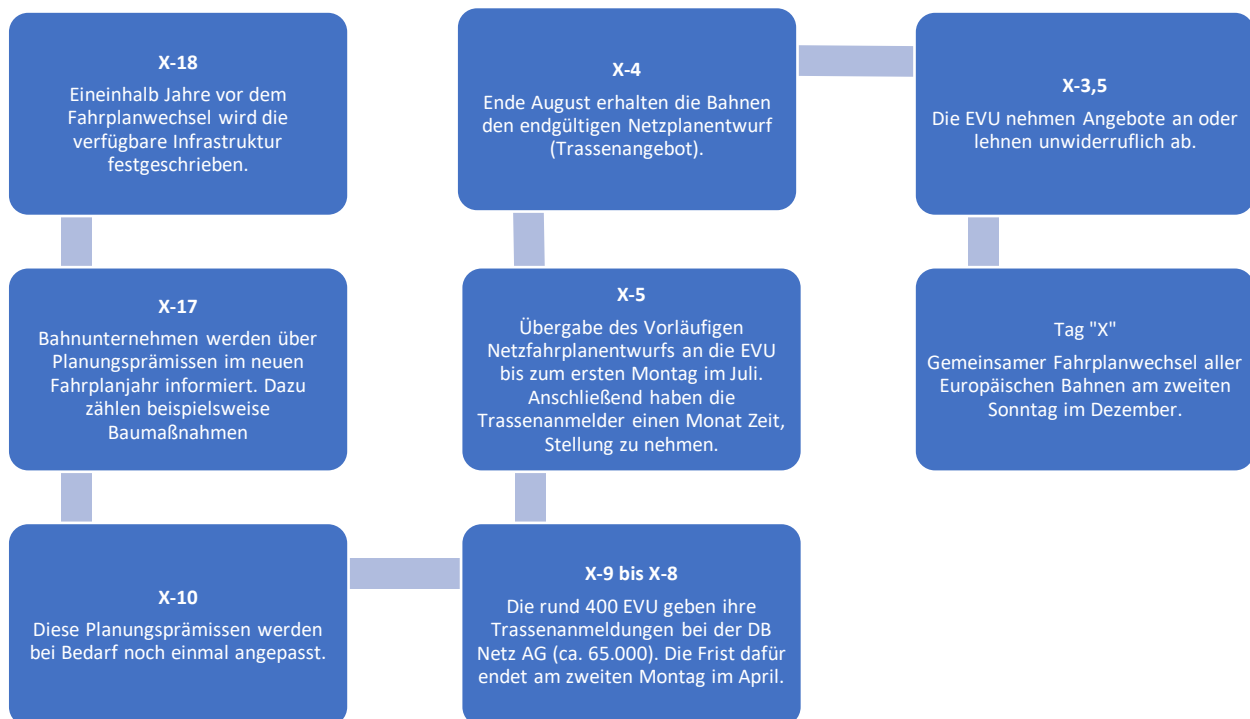 X-18
Eineinhalb Jahre vor dem
Fahrplanwechsel wird die
verfügbare Infrastruktur
festgeschrieben.
X-17
Bahnunternehmen werden über
Planungsprämissen im neuen
Fahrplanjahr informiert. Dazu
zählen beispielsweise
Baumaßnahmen
X-10
Diese Planungsprämissen werden
bei Bedarf noch einmal angepasst.
X-9 bis X-8
Die rund 400 EVU geben ihre
Trassenanmeldungen bei der DB
Netz AG (ca. 65.000). Die Frist dafür
endet am zweiten Montag im April.
X-5
Übergabe des Vorläufigen
Netzfahrplanentwurfs an die EVU
bis zum ersten Montag im Juli.
Anschließend haben die
Trassenanmelder einen Monat Zeit,
Stellung zu nehmen.
X-4
Ende August erhalten die Bahnen
den endgültigen Netzplanentwurf
(Trassenangebot).
X-3,5
Die EVU nehmen Angebote an oder
lehnen unwiderruflich ab.
Tag "X"
Gemeinsamer Fahrplanwechsel aller
Europäischen Bahnen am zweiten
Sonntag im Dezember.